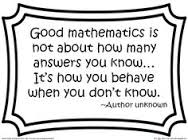 Good mathematics is
not about how many
answers you know...
It's how you behave
when you don't know.
~Author unknown